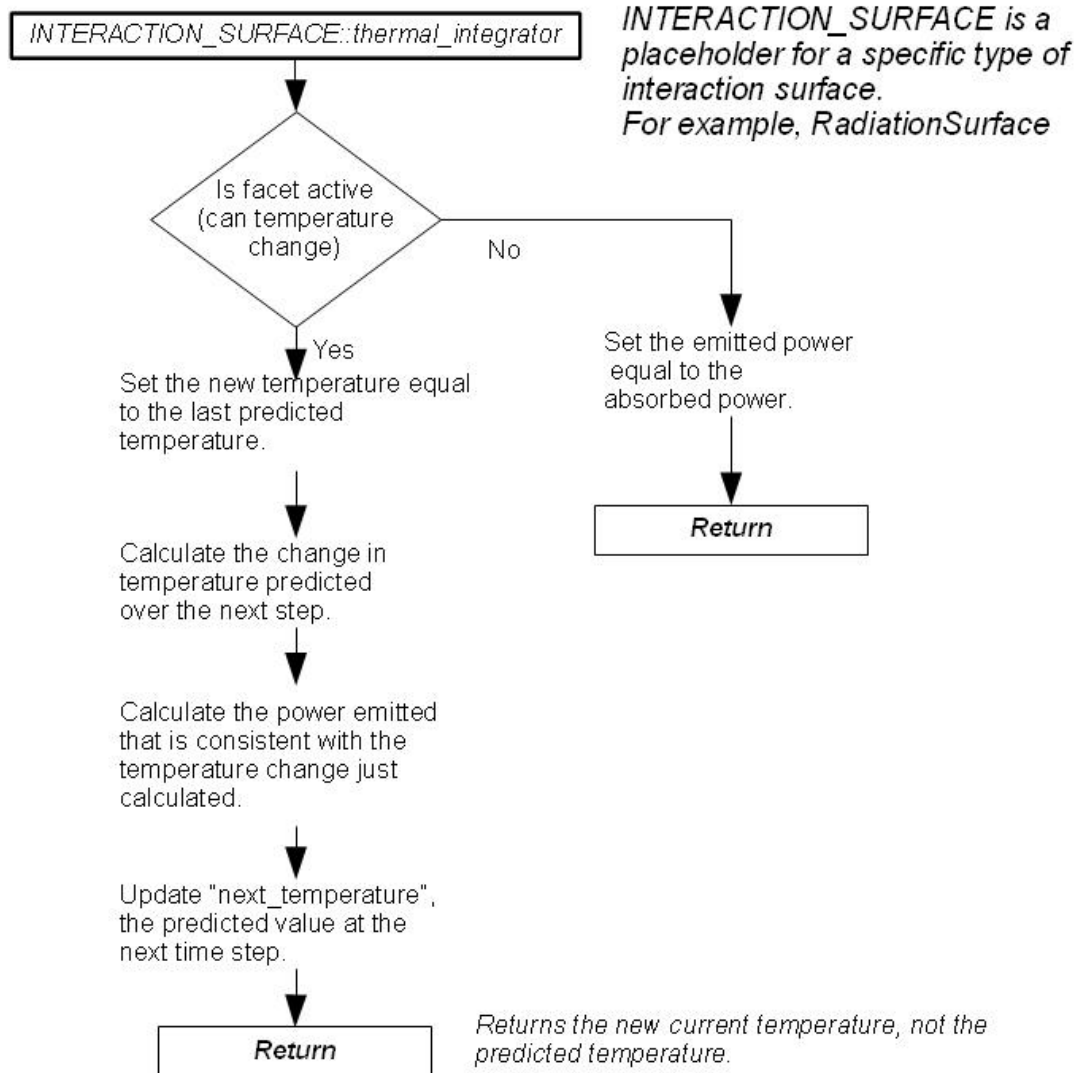 INTERACTION_SURFACE::thermal_integrator
INTERACTION_SURFACE is a
placeholder for a specific type of
interaction surface.
For example, RadiationSurface
Is facet active
(can temperature
change)
No
Yes
Set the emitted power
equal to the
absorbed power.
Return
Set the new temperature equal
to the last predicted
temperature.
Calculate the change in
temperature predicted
over the next step.
Calculate the power emitted
that is consistent with the
temperature change just
calculated.
Update "next_temperature",
the predicted value at the
next time step.
Return
Returns the new current temperature, not the
predicted temperature.